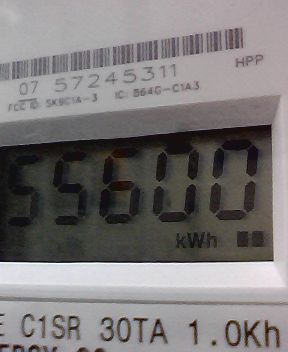 07 57245311 HPP
FCC ID: SK9C1A-3 IC: 864G-C1A3
55600
kWh
E C1SR 30TA 1.0Kh